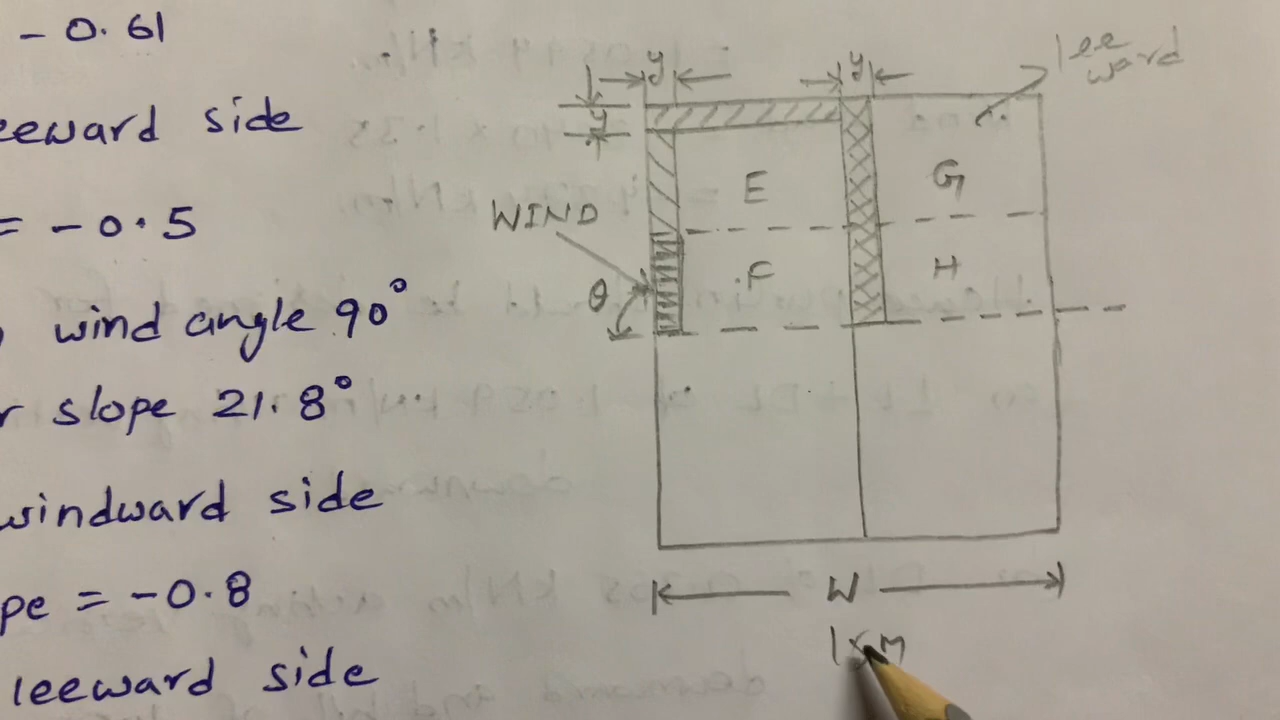 - 0.61
eeward side
= -0.5
wind angle 90°
r slope 21.8°
windward side
pe = -0.8
leeward side
y
y
lee
ward
y
E
G
WIND
F
H
θ
W